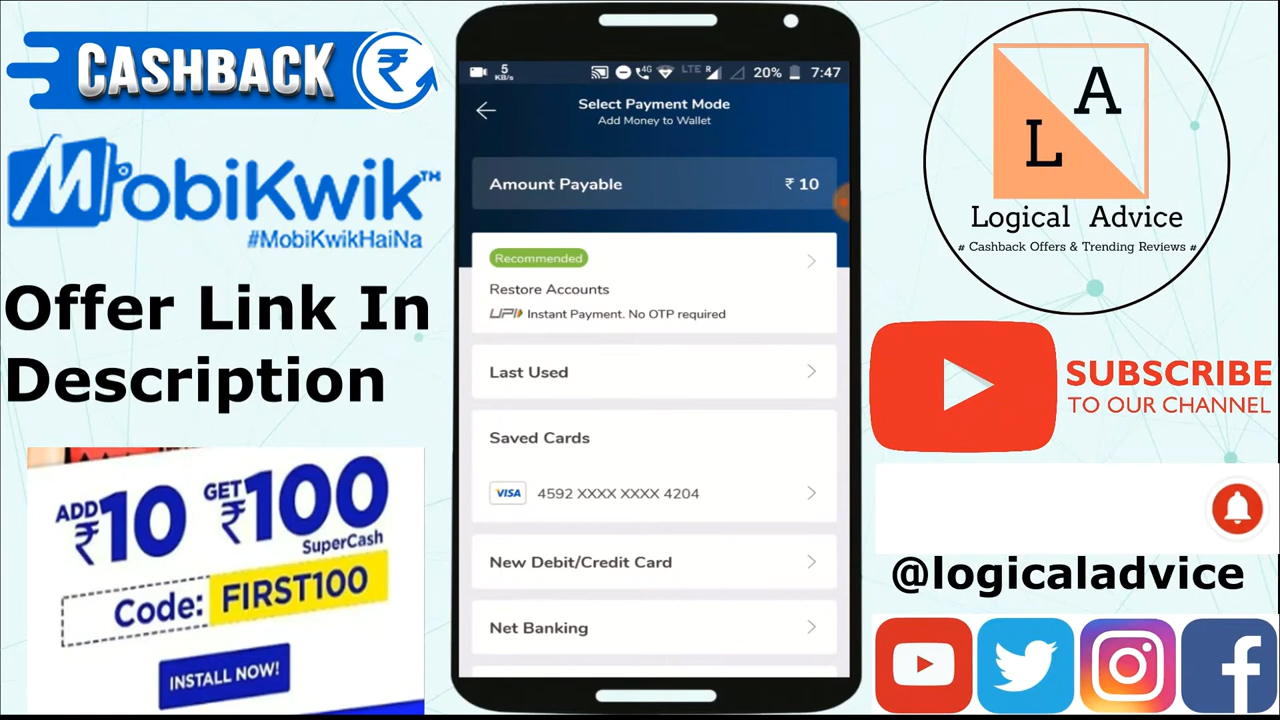 CASHBACK ₹
MobiKwik™
#MobiKwikHaiNa
Offer Link In
Description
ADD ₹10 GET ₹100
SuperCash
Code: FIRST100
INSTALL NOW!
5 KB/s 4G LTE R 20% 7:47
Select Payment Mode
Add Money to Wallet
Amount Payable ₹ 10
Recommended
Restore Accounts
UPI Instant Payment. No OTP required
Last Used
Saved Cards
VISA 4592 XXXX XXXX 4204
New Debit/Credit Card
Net Banking
L A
Logical Advice
# Cashback Offers & Trending Reviews #
SUBSCRIBE
TO OUR CHANNEL
@logicaladvice